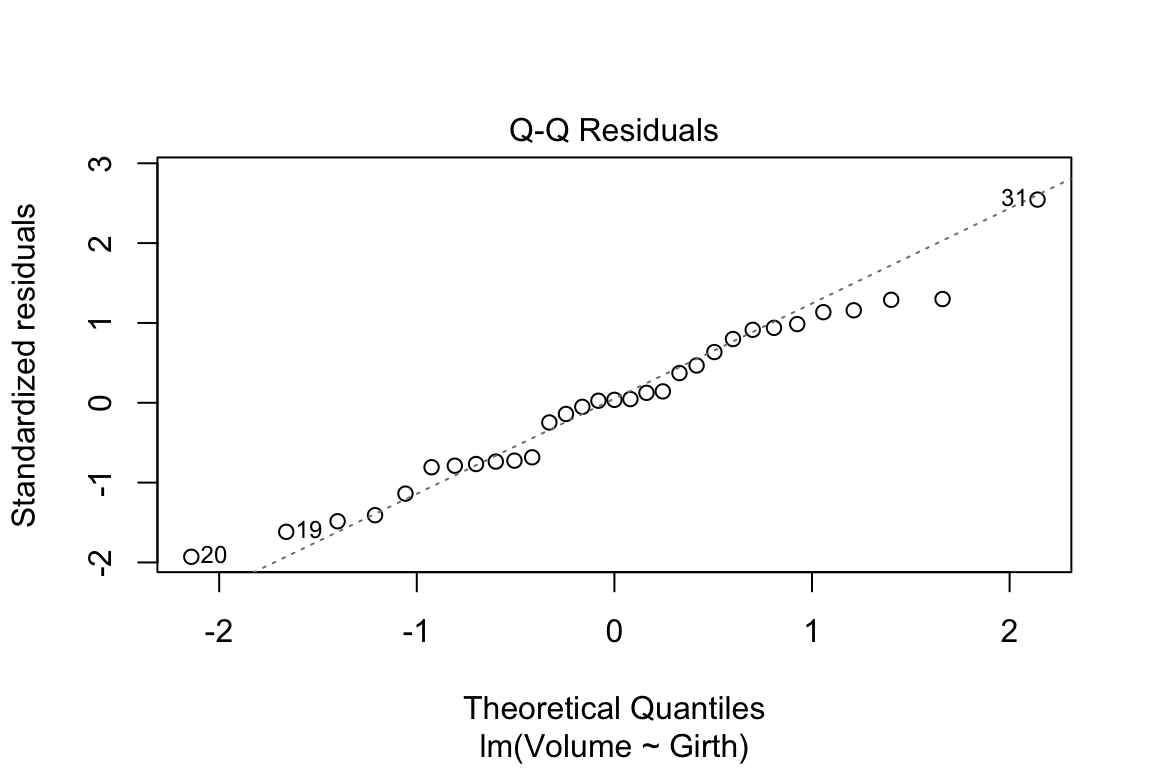 Q-Q Residuals
Standardized residuals
3
2
1
0
-1
-2
31
19
20
-2 -1 0 1 2
Theoretical Quantiles
lm(Volume ~ Girth)